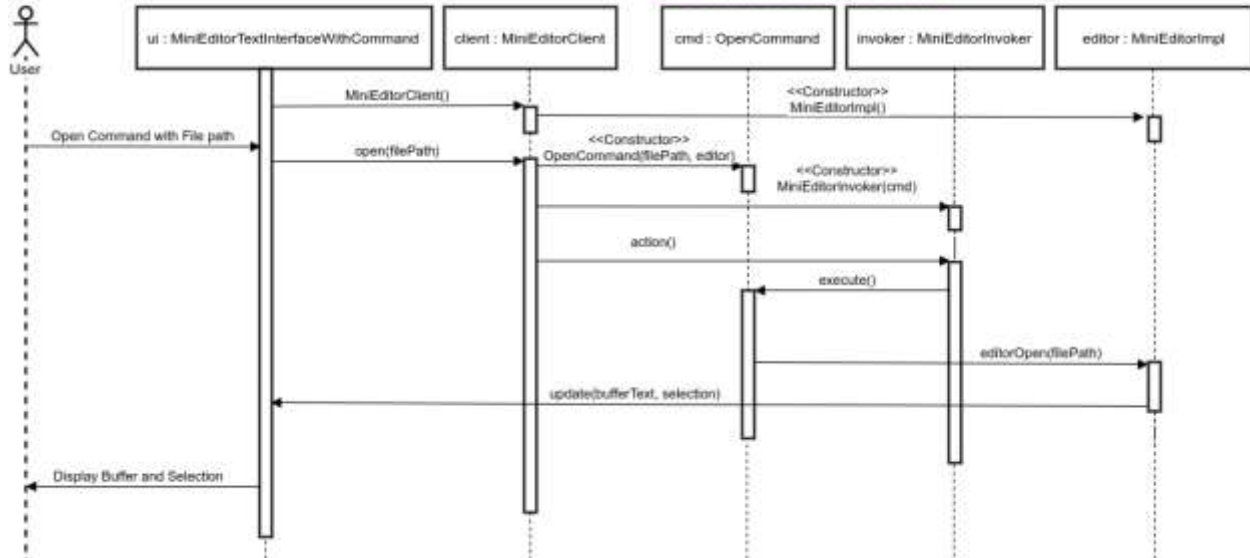 ui : MiniEditorTextInterfaceWithCommand
client : MiniEditorClient
cmd : OpenCommand
invoker : MiniEditorInvoker
editor : MiniEditorImpl
User
MiniEditorClient()
<<Constructor>>
MiniEditorImpl()
Open Command with File path
open(filePath)
<<Constructor>>
OpenCommand(filePath, editor)
<<Constructor>>
MiniEditorInvoker(cmd)
action()
execute()
editorOpen(filePath)
update(bufferText, selection)
Display Buffer and Selection